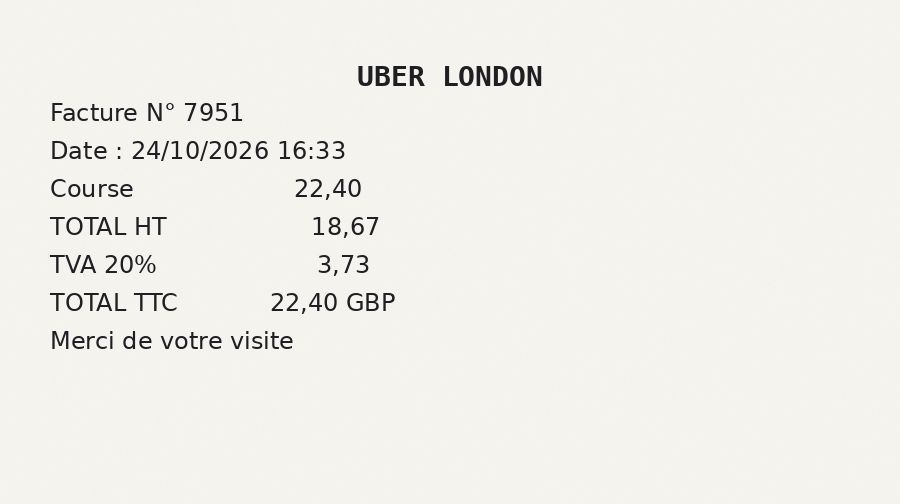 UBER LONDON
Facture N° 7951
Date : 24/10/2026 16:33
Course 22,40
TOTAL HT 18,67
TVA 20% 3,73
TOTAL TTC 22,40 GBP
Merci de votre visite